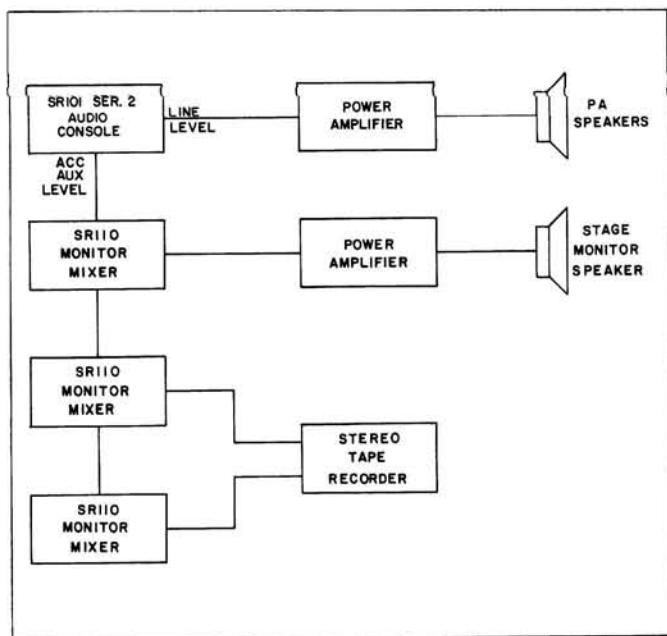 SR101 SER. 2
AUDIO
CONSOLE
LINE
LEVEL
POWER
AMPLIFIER
PA
SPEAKERS
ACC
AUX
LEVEL
SR110
MONITOR
MIXER
POWER
AMPLIFIER
STAGE
MONITOR
SPEAKER
SR110
MONITOR
MIXER
STEREO
TAPE
RECORDER
SR110
MONITOR
MIXER